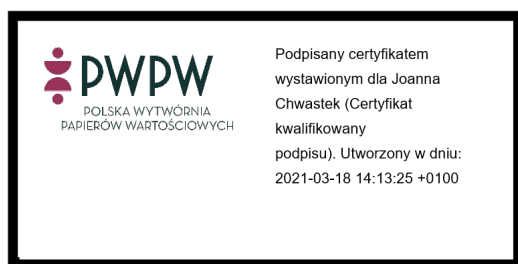 PWPW
POLSKA WYTWÓRNIA
PAPIERÓW WARTOŚCIOWYCH
Podpisany certyfikatem
wystawionym dla Joanna
Chwastek (Certyfikat
kwalifikowany
podpisu). Utworzony w dniu:
2021-03-18 14:13:25 +0100